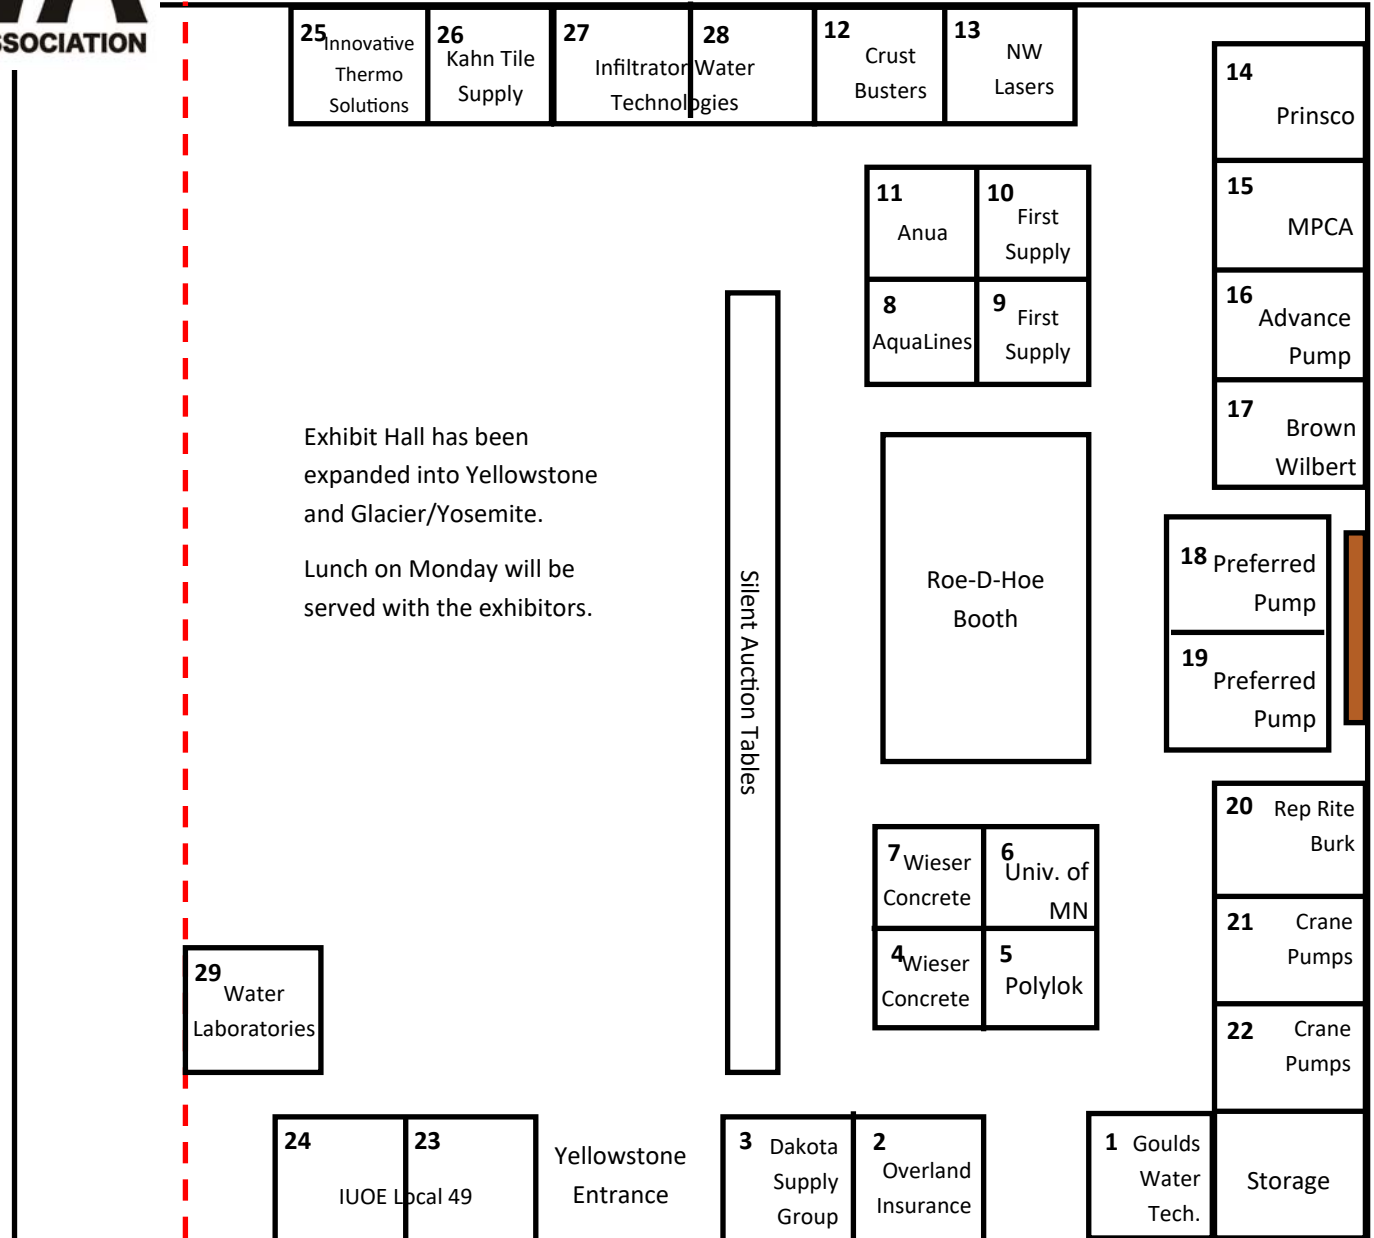 SSOCIATION
25 Innovative
Thermo
Solutions
26
Kahn Tile
Supply
27
28
Infiltrator Water
Technologies
12
Crust
Busters
13
NW
Lasers
14
Prinsco
11
Anua
10
First
Supply
15
MPCA
8
AquaLines
9
First
Supply
16
Advance
Pump
17
Brown
Wilbert
Exhibit Hall has been
expanded into Yellowstone
and Glacier/Yosemite.
Lunch on Monday will be
served with the exhibitors.
Silent Auction Tables
Roe-D-Hoe
Booth
18 Preferred
Pump
19
Preferred
Pump
20 Rep Rite
Burk
7 Wieser
Concrete
6
Univ. of
MN
21 Crane
Pumps
4 Wieser
Concrete
5
Polylok
29
Water
Laboratories
22 Crane
Pumps
24
23
IUOE Local 49
Yellowstone
Entrance
3 Dakota
Supply
Group
2
Overland
Insurance
1 Goulds
Water
Tech.
Storage